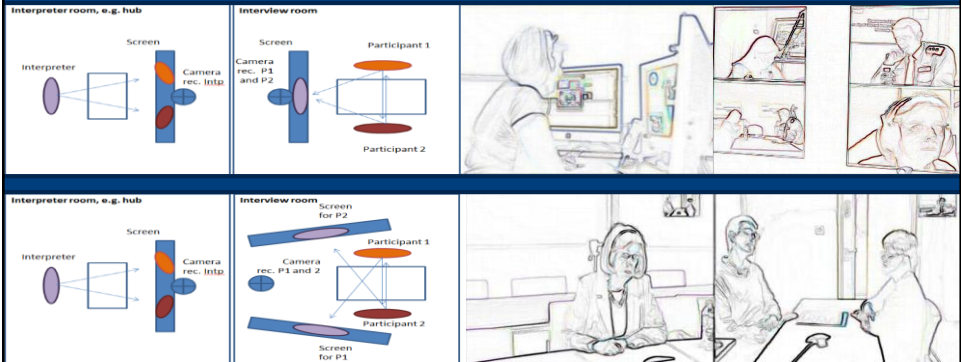 Interpreter room, e.g. hub
Screen
Interpreter
Camera
rec. Intp
Interview room
Screen
Participant 1
Camera
rec. P1
and P2
Participant 2
Interpreter room, e.g. hub
Screen
Interpreter
Camera
rec. Intp
Interview room
Screen
for P2
Participant 1
Camera
rec. P1 and 2
Participant 2
Screen
for P1